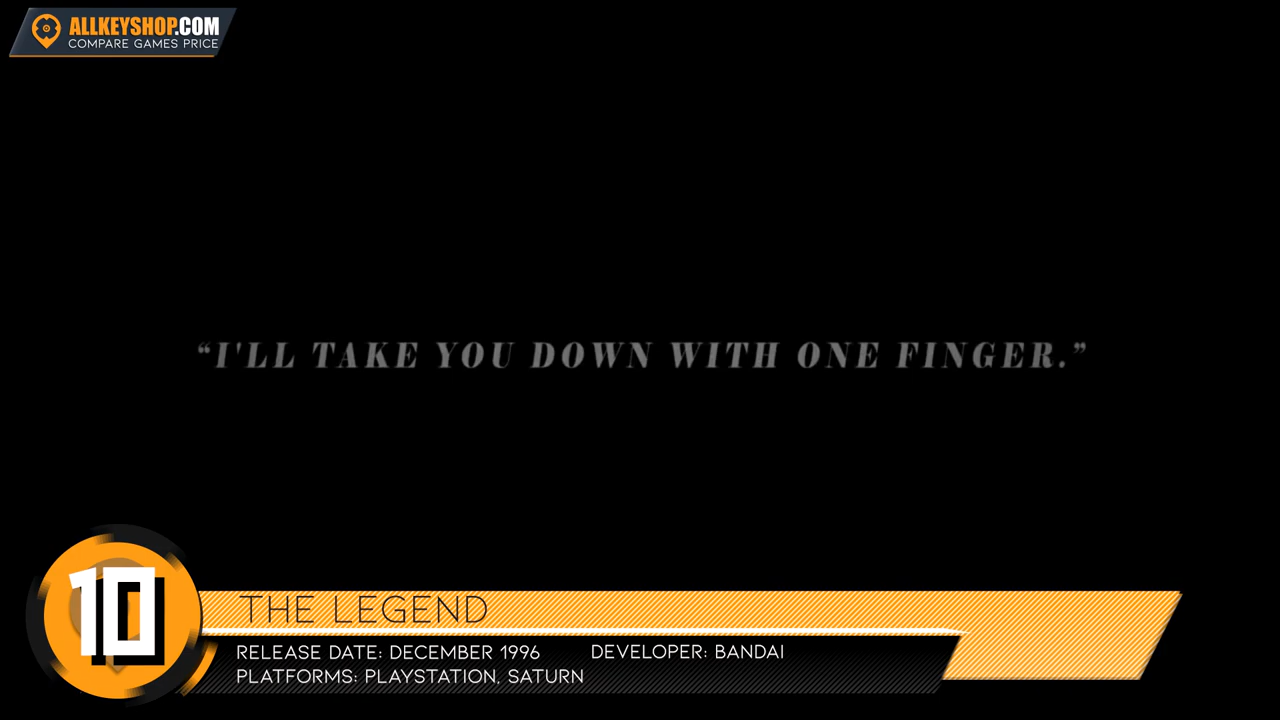 ALLKEYSHOP.COM
COMPARE GAMES PRICE
“I'LL TAKE YOU DOWN WITH ONE FINGER.”
10
THE LEGEND
RELEASE DATE: DECEMBER 1996 DEVELOPER: BANDAI
PLATFORMS: PLAYSTATION, SATURN